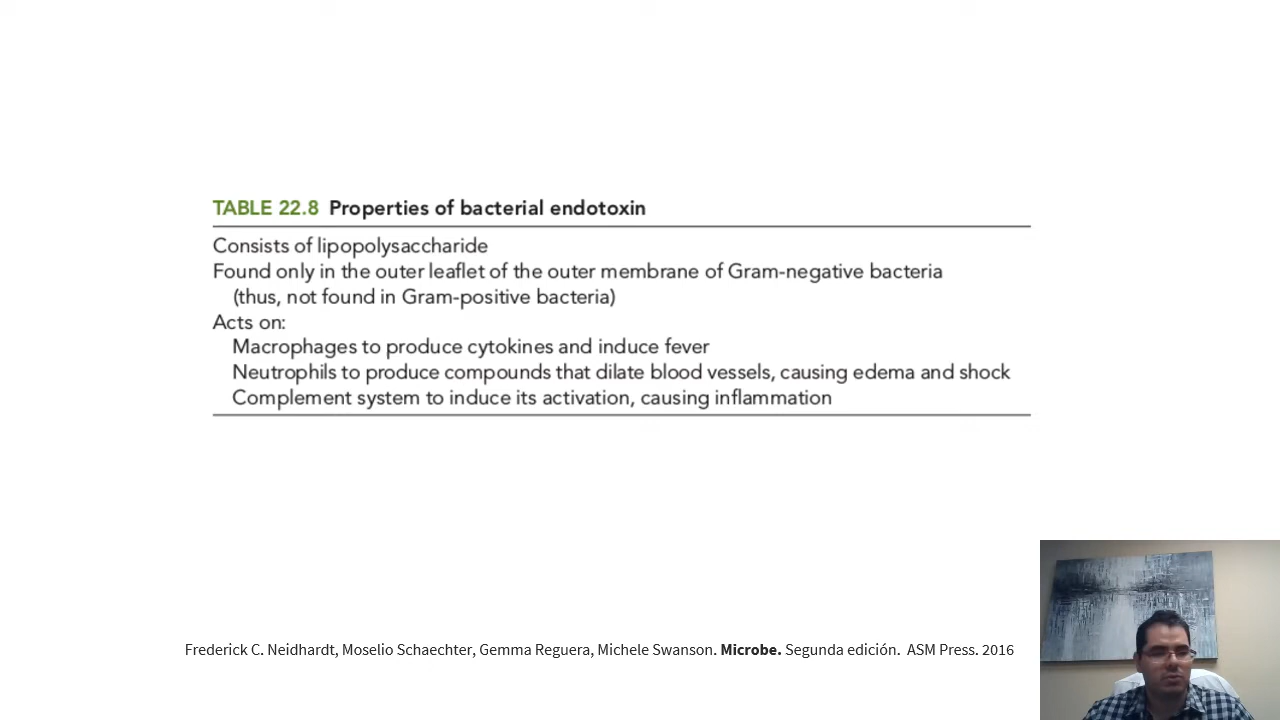 TABLE 22.8 Properties of bacterial endotoxin
Consists of lipopolysaccharide
Found only in the outer leaflet of the outer membrane of Gram-negative bacteria
(thus, not found in Gram-positive bacteria)
Acts on:
Macrophages to produce cytokines and induce fever
Neutrophils to produce compounds that dilate blood vessels, causing edema and shock
Complement system to induce its activation, causing inflammation
Frederick C. Neidhardt, Moselio Schaechter, Gemma Reguera, Michele Swanson. Microbe. Segunda edición. ASM Press. 2016